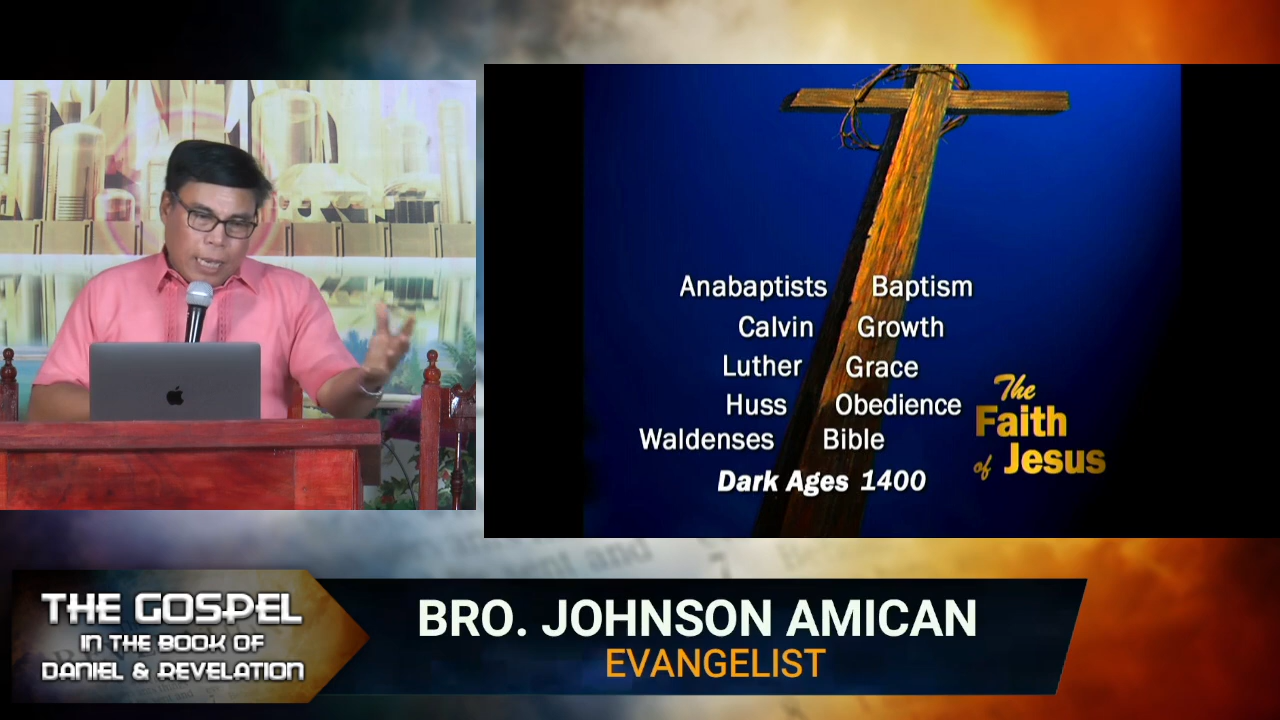 Anabaptists Baptism
Calvin Growth
Luther Grace
Huss Obedience
Waldenses Bible
Dark Ages 1400
The
Faith
of Jesus
THE GOSPEL
IN THE BOOK OF
DANIEL & REVELATION
BRO. JOHNSON AMICAN
EVANGELIST